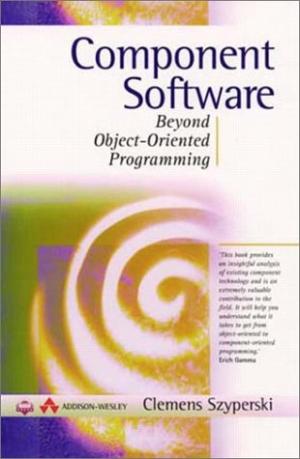 Component
Software
Beyond
Object-Oriented
Programming
'This book provides
an insightful analysis
of existing component
technology and is an
extremely valuable
contribution to the
field. It will help you
understand what it
takes to get from
object-oriented to
component-oriented
programming.'
Erich Gamma
ADDISON-WESLEY
Clemens Szyperski